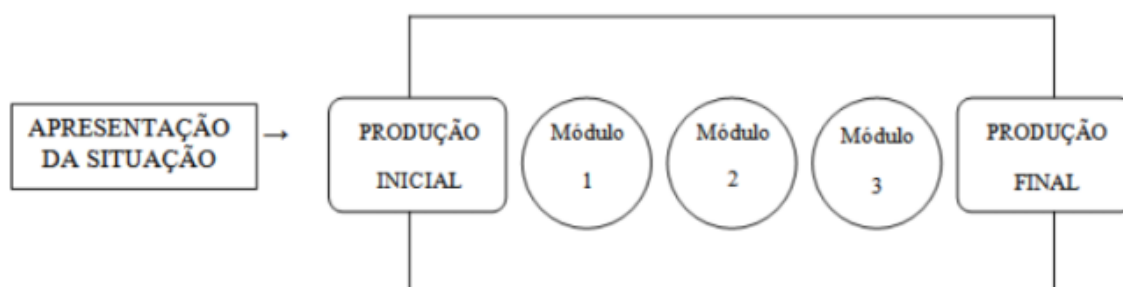 APRESENTAÇÃO
DA SITUAÇÃO
→
PRODUÇÃO
INICIAL
Módulo
1
Módulo
2
Módulo
3
PRODUÇÃO
FINAL